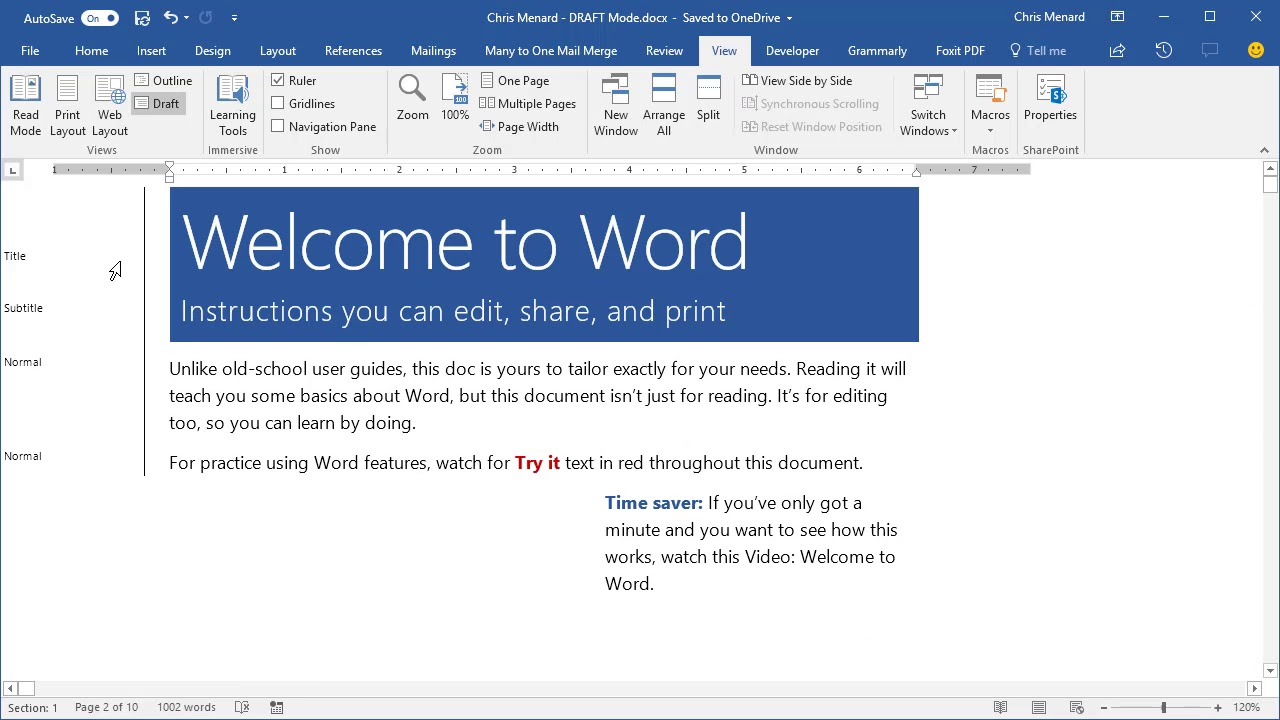 AutoSave On
Chris Menard - DRAFT Mode.docx - Saved to OneDrive
Chris Menard
File Home Insert Design Layout References Mailings Many to One Mail Merge Review View Developer Grammarly Foxit PDF Tell me
Read Mode
Print Layout
Web Layout
Outline
Draft
Views
Learning Tools
Immersive
Ruler
Gridlines
Navigation Pane
Show
Zoom
100
100%
One Page
Multiple Pages
Page Width
Zoom
New Window
Arrange All
Split
View Side by Side
Synchronous Scrolling
Reset Window Position
Switch Windows
Window
Macros
Macros
Properties
SharePoint
1 1 2 3 4 5 6 7
Title
Welcome to Word
Subtitle
Instructions you can edit, share, and print
Normal
Unlike old-school user guides, this doc is yours to tailor exactly for your needs. Reading it will
teach you some basics about Word, but this document isn’t just for reading. It’s for editing
too, so you can learn by doing.
Normal
For practice using Word features, watch for Try it text in red throughout this document.
Time saver: If you’ve only got a
minute and you want to see how this
works, watch this Video: Welcome to
Word.
Section: 1 Page 2 of 10 1002 words
120%